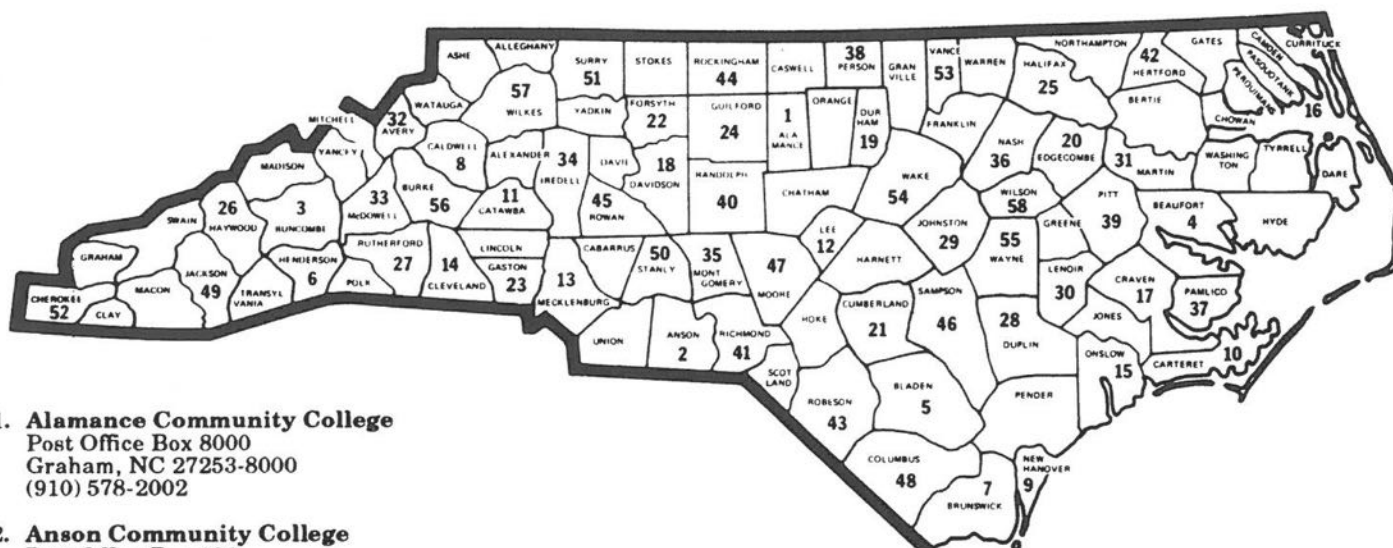 ALLEGHANY
ASHE
SURRY
51
STOKES
ROCKINGHAM
44
CASWELL
38
PERSON
GRAN
VILLE
VANCE
53
WARREN
NORTHAMPTON
42
HERTFORD
GATES
CAMDEN
PASQUOTANK
PERQUIMANS
CURRITUCK
16
HALIFAX
25
BERTIE
CHOWAN
WATAUGA
57
WILKES
YADKIN
FORSYTH
22
GUILFORD
24
1
ALA
MANCE
ORANGE
DUR
HAM
19
FRANKLIN
NASH
36
20
EDGECOMBE
31
MARTIN
WASHING
TON
TYRRELL
DARE
MITCHELL
32
AVERY
YANCEY
MADISON
CALDWELL
8
ALEXANDER
34
IREDELL
DAVIE
18
DAVIDSON
RANDOLPH
40
CHATHAM
WAKE
54
WILSON
58
PITT
39
BEAUFORT
4
HYDE
SWAIN
26
HAYWOOD
3
BUNCOMBE
33
McDOWELL
BURKE
56
11
CATAWBA
45
ROWAN
LEE
12
JOHNSTON
29
55
WAYNE
GREENE
GRAHAM
JACKSON
49
HENDERSON
6
RUTHERFORD
27
14
CLEVELAND
LINCOLN
GASTON
23
CABARRUS
13
MECKLENBURG
50
STANLY
35
MONT
GOMERY
47
MOORE
HARNETT
LENOIR
30
CRAVEN
17
PAMLICO
37
CHEROKEE
52
CLAY
MACON
TRANSYL
VANIA
POLK
UNION
ANSON
2
RICHMOND
41
HOKE
CUMBERLAND
21
SAMPSON
46
28
DUPLIN
JONES
ONSLOW
15
CARTERET
10
SCOT
LAND
ROBESON
43
BLADEN
5
PENDER
COLUMBUS
48
7
BRUNSWICK
NEW
HANOVER
9
. Alamance Community College
Post Office Box 8000
Graham, NC 27253-8000
(910) 578-2002
2. Anson Community College